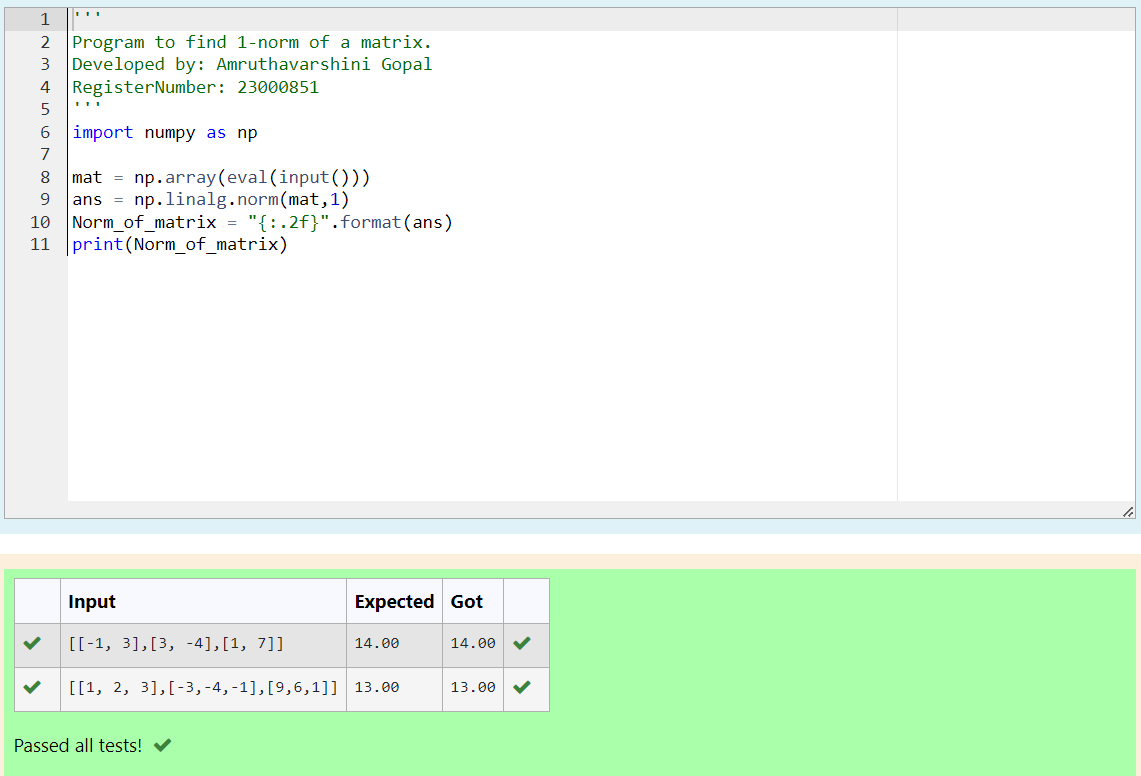 1 '''
2 Program to find 1-norm of a matrix.
3 Developed by: Amruthavarshini Gopal
4 RegisterNumber: 23000851
5 '''
6 import numpy as np
7
8 mat = np.array(eval(input()))
9 ans = np.linalg.norm(mat,1)
10 Norm_of_matrix = "{:.2f}".format(ans)
11 print(Norm_of_matrix)
Input Expected Got
[[-1, 3],[3, -4],[1, 7]] 14.00 14.00
[[1, 2, 3],[-3,-4,-1],[9,6,1]] 13.00 13.00
Passed all tests!